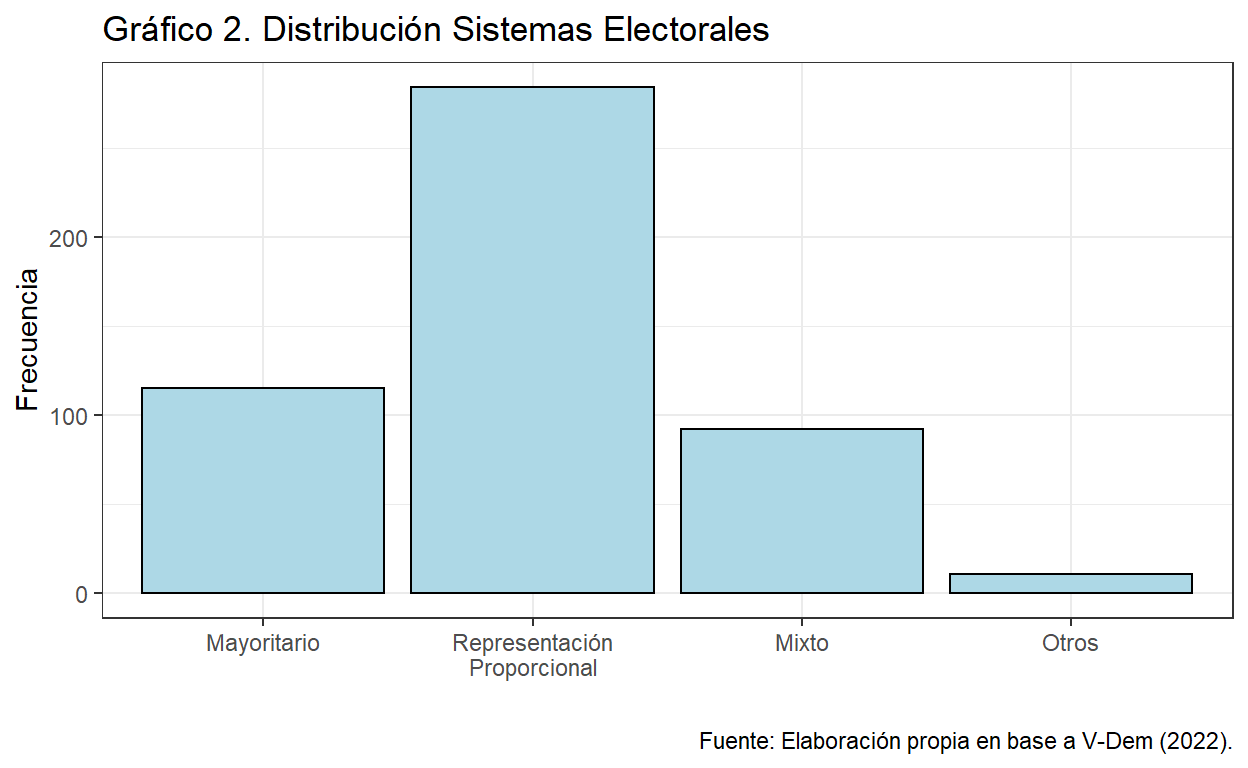 Gráfico 2. Distribución Sistemas Electorales
Frecuencia
200
100
0
Mayoritario
Representación
Proporcional
Mixto
Otros
Fuente: Elaboración propia en base a V-Dem (2022).